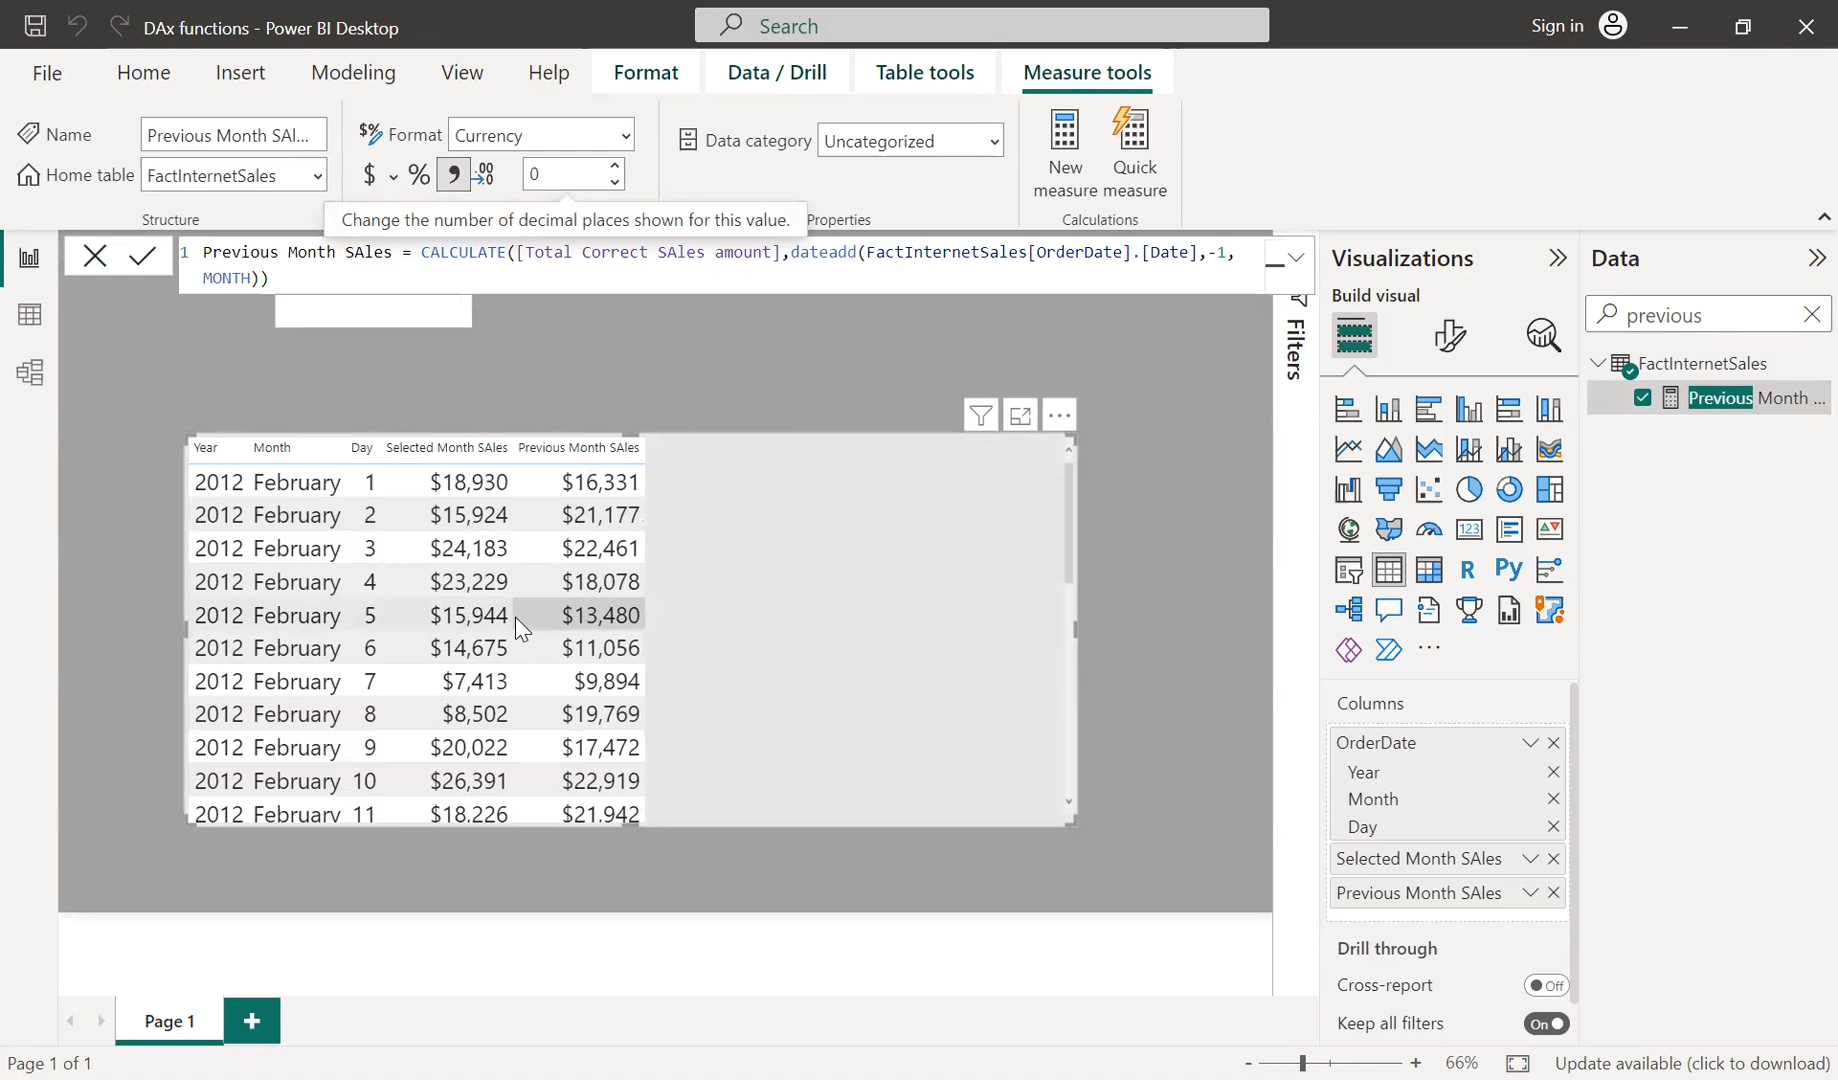 DAx functions - Power BI Desktop
Search
Sign in
File Home Insert Modeling View Help Format Data / Drill Table tools Measure tools
Name Previous Month SAl...
Format Currency
Data category Uncategorized
Home table FactInternetSales
$ % , .00 0
New measure
Quick measure
Structure
Properties
Calculations
Change the number of decimal places shown for this value.
1 Previous Month SAles = CALCULATE([Total Correct SAles amount],dateadd(FactInternetSales[OrderDate].[Date],-1,
MONTH))
Year Month Day Selected Month SAles Previous Month SAles
2012 February 1 $18,930 $16,331
2012 February 2 $15,924 $21,177
2012 February 3 $24,183 $22,461
2012 February 4 $23,229 $18,078
2012 February 5 $15,944 $13,480
2012 February 6 $14,675 $11,056
2012 February 7 $7,413 $9,894
2012 February 8 $8,502 $19,769
2012 February 9 $20,022 $17,472
2012 February 10 $26,391 $22,919
2012 February 11 $18,226 $21,942
Filters
Visualizations
Build visual
123
R
Py
...
Columns
OrderDate
Year
Month
Day
Selected Month SAles
Previous Month SAles
Drill through
Cross-report Off
Keep all filters On
Data
previous
FactInternetSales
Previous Month ...
Page 1
Page 1 of 1
- + 66%
Update available (click to download)